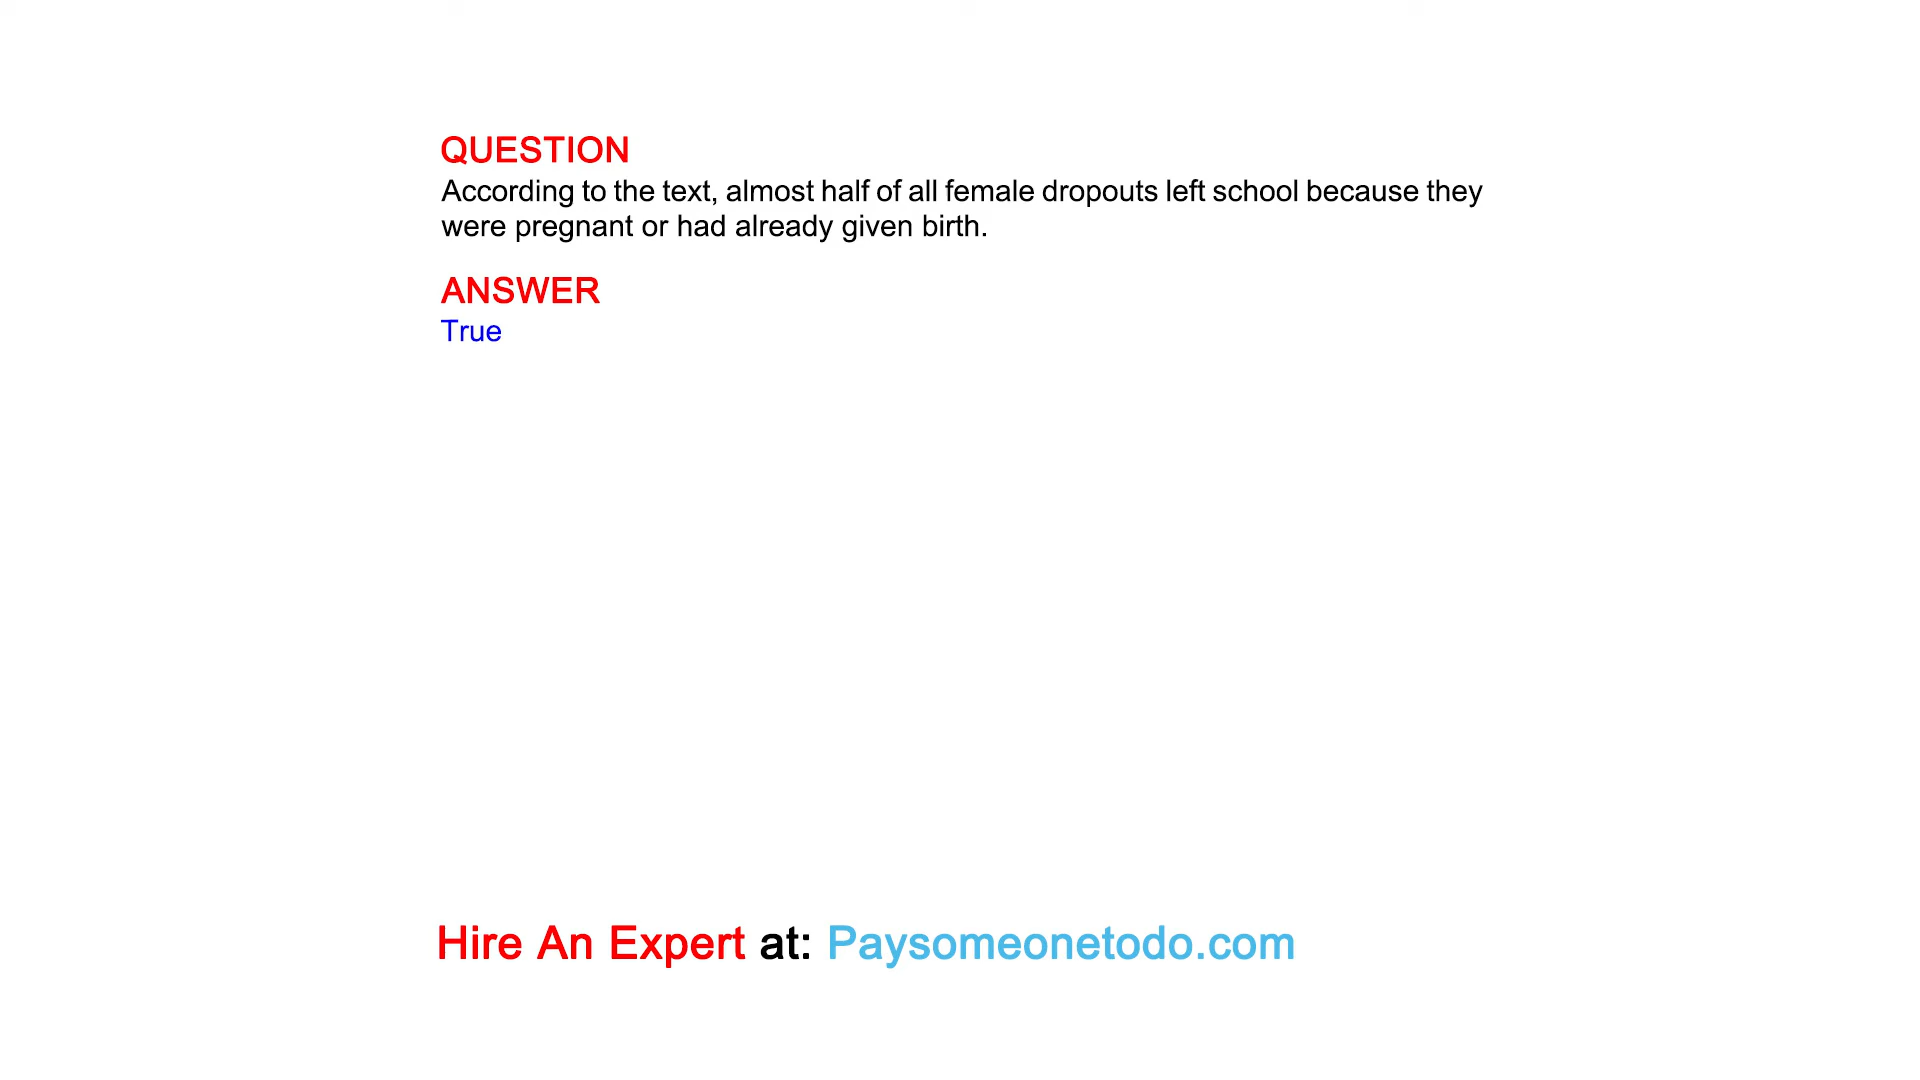 QUESTION
According to the text, almost half of all female dropouts left school because they
were pregnant or had already given birth.
ANSWER
True
Hire An Expert at: Paysomeonetodo.com